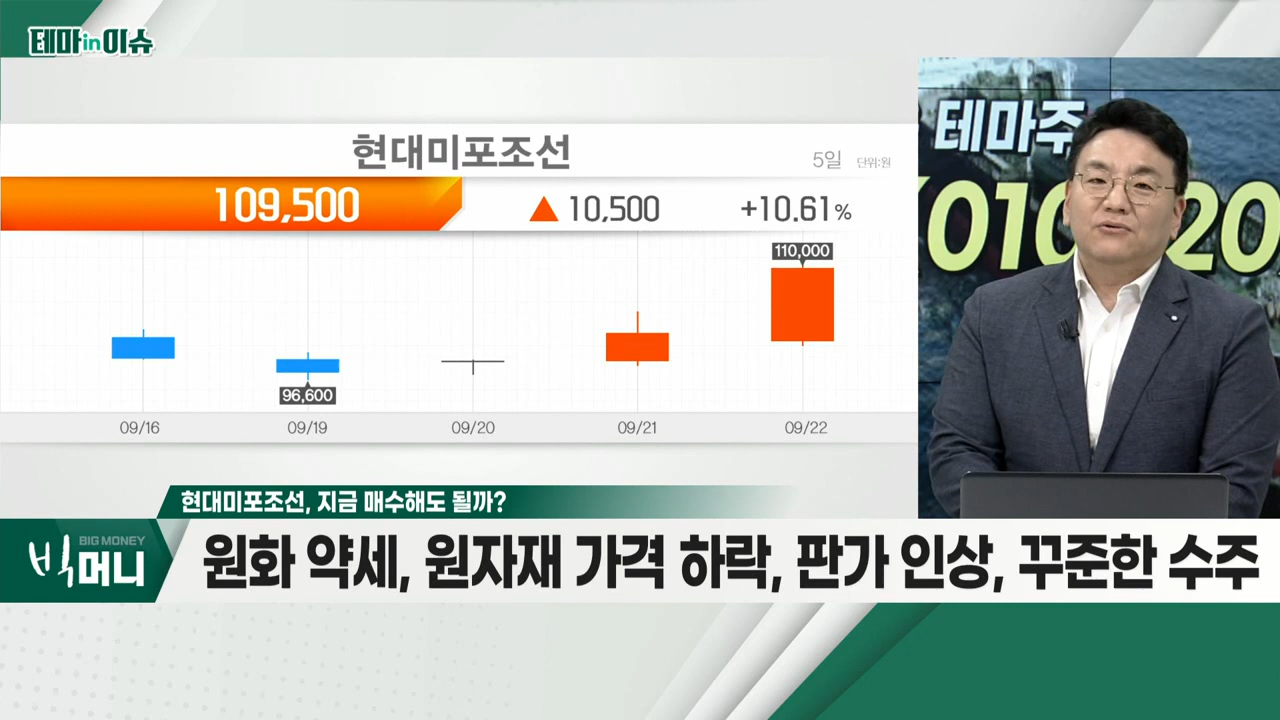 테마in이슈
현대미포조선
5일 단위:원
109,500 ▲ 10,500 +10.61%
110,000
96,600
09/16 09/19 09/20 09/21 09/22
테마주
010 20
현대미포조선, 지금 매수해도 될까?
BIG MONEY
빅머니
원화 약세, 원자재 가격 하락, 판가 인상, 꾸준한 수주